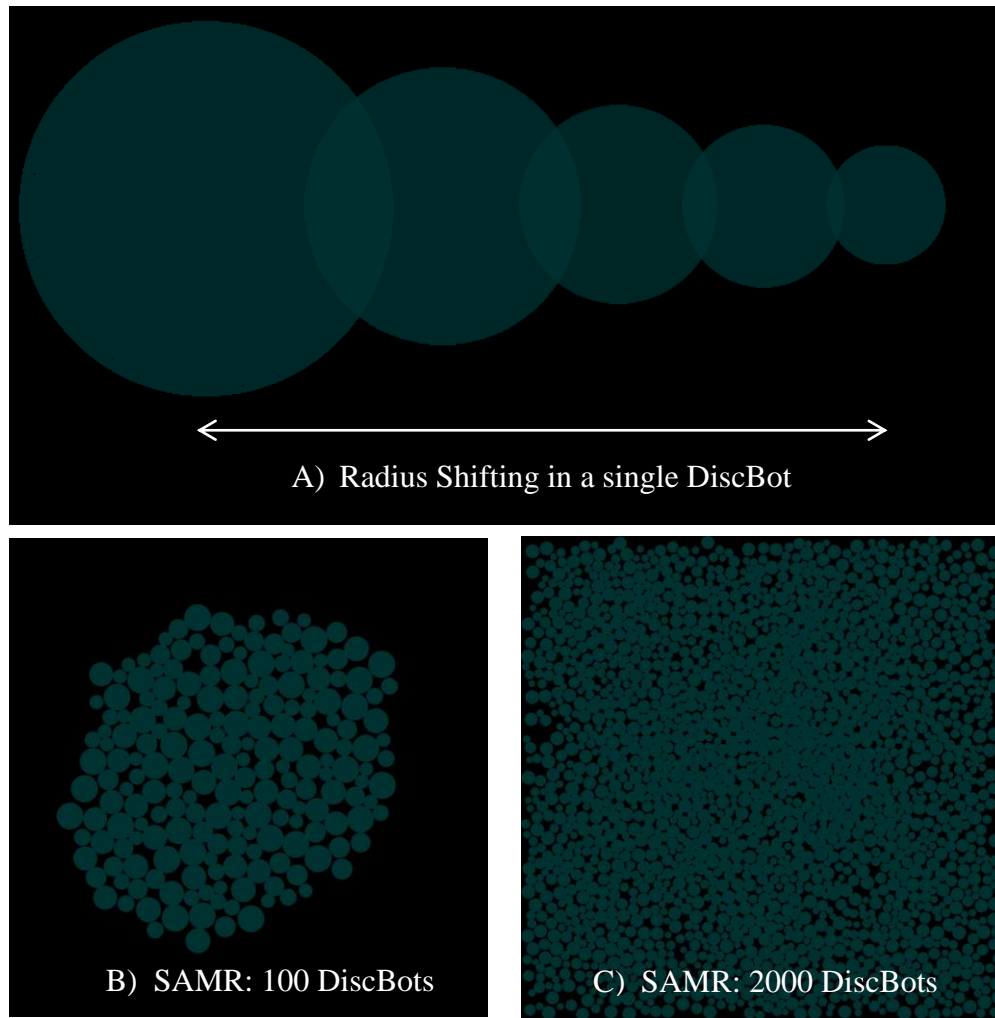 A) Radius Shifting in a single DiscBot
B) SAMR: 100 DiscBots
C) SAMR: 2000 DiscBots